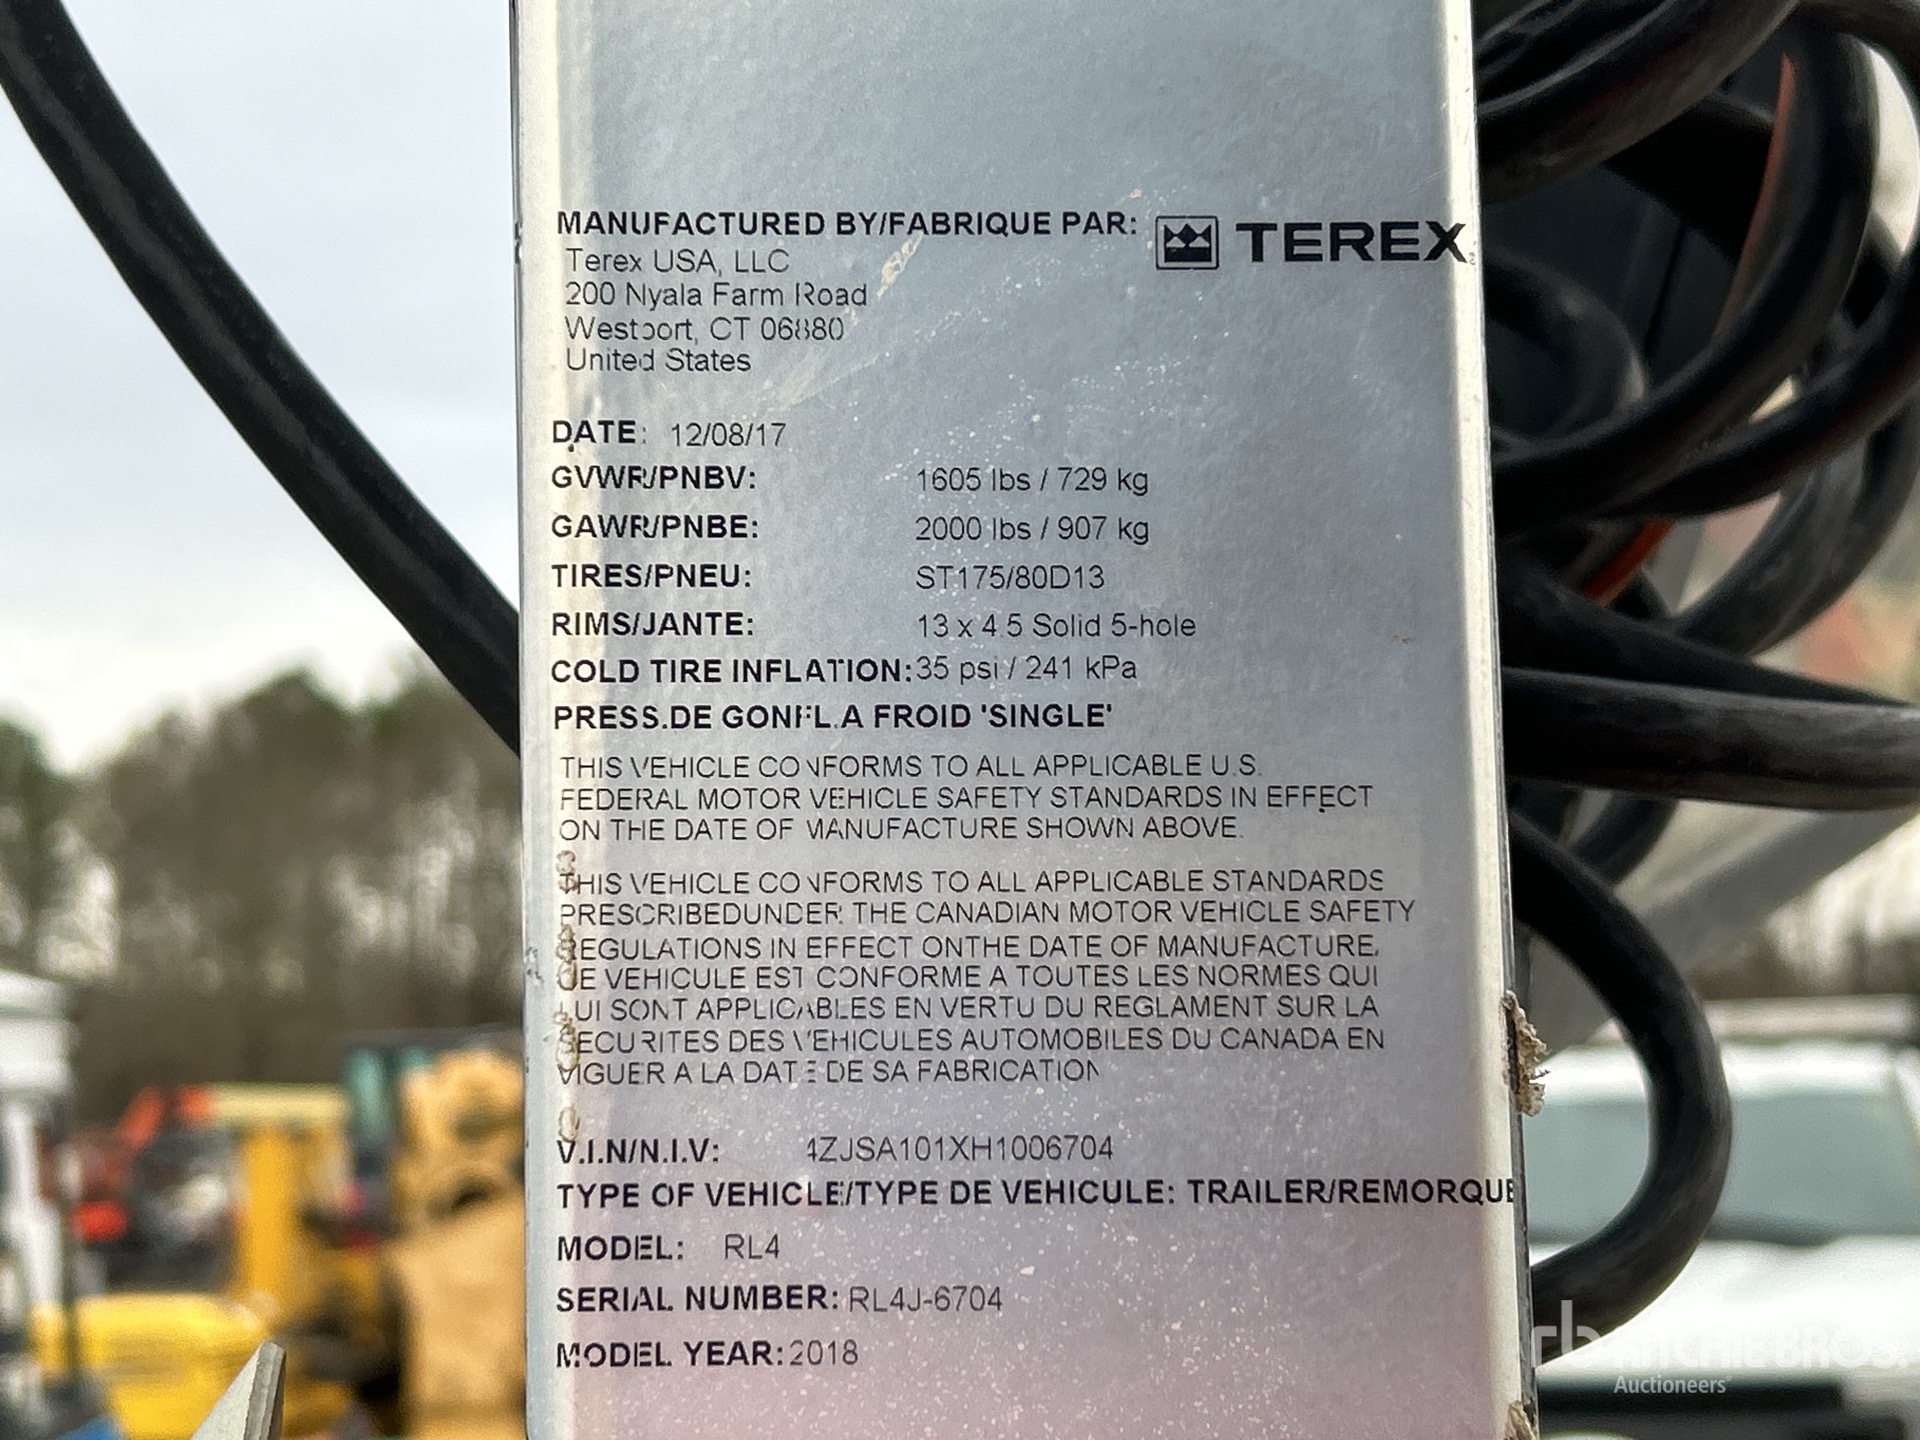 MANUFACTURED BY/FABRIQUE PAR: TEREX
Terex USA, LLC
200 Nyala Farm Road
Westport, CT 06880
United States
DATE: 12/08/17
GVWR/PNBV: 1605 lbs / 729 kg
GAWR/PNBE: 2000 lbs / 907 kg
TIRES/PNEU: ST175/80D13
RIMS/JANTE: 13 x 4.5 Solid 5-hole
COLD TIRE INFLATION: 35 psi / 241 kPa
PRESS.DE GONFL.A FROID 'SINGLE'
THIS VEHICLE CONFORMS TO ALL APPLICABLE U.S.
FEDERAL MOTOR VEHICLE SAFETY STANDARDS IN EFFECT
ON THE DATE OF MANUFACTURE SHOWN ABOVE.
THIS VEHICLE CONFORMS TO ALL APPLICABLE STANDARDS
PRESCRIBEDUNDER THE CANADIAN MOTOR VEHICLE SAFETY
REGULATIONS IN EFFECT ONTHE DATE OF MANUFACTURE.
CE VEHICULE EST CONFORME A TOUTES LES NORMES QUI
LUI SONT APPLICABLES EN VERTU DU REGLAMENT SUR LA
SECURITES DES VEHICULES AUTOMOBILES DU CANADA EN
VIGUER A LA DATE DE SA FABRICATION
V.I.N/N.I.V: 4ZJSA101XH1006704
TYPE OF VEHICLE/TYPE DE VEHICULE: TRAILER/REMORQUE
MODEL: RL4
SERIAL NUMBER: RL4J-6704
MODEL YEAR: 2018
rb RITCHIE BROS.
Auctioneers